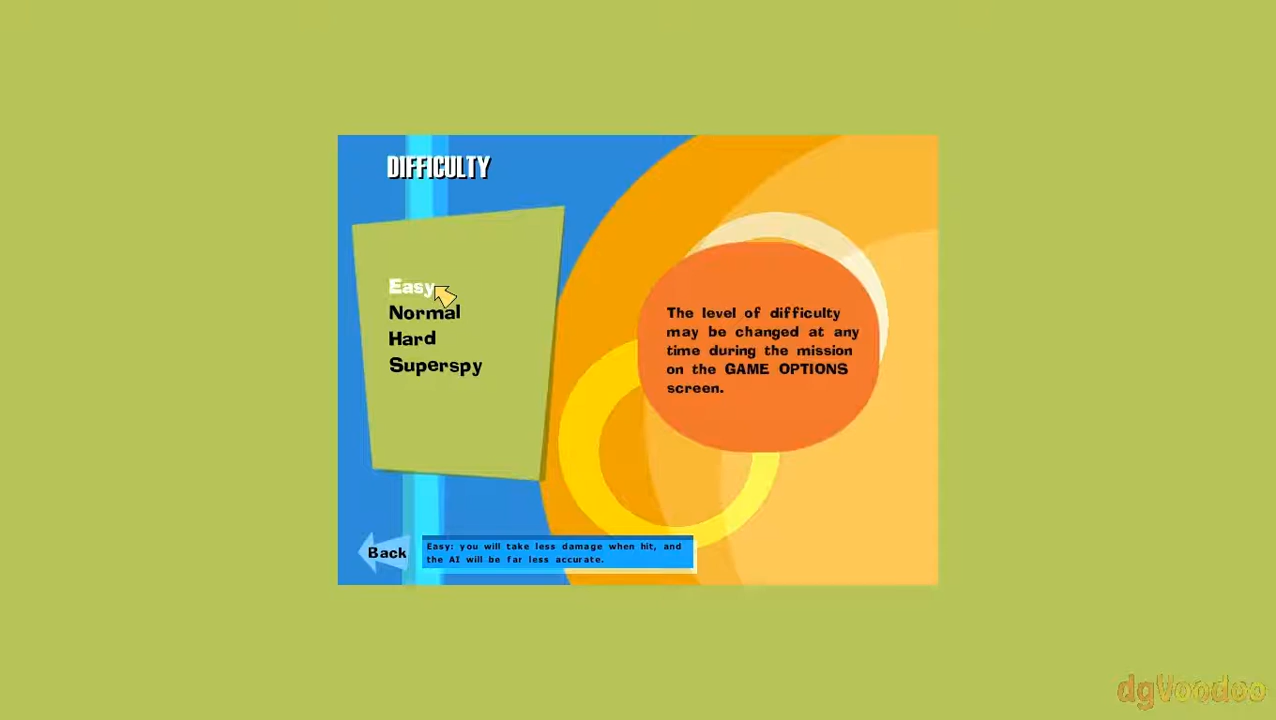 DIFFICULTY
Easy
Normal
Hard
Superspy
The level of difficulty
may be changed at any
time during the mission
on the GAME OPTIONS
screen.
Back
Easy: you will take less damage when hit, and
the AI will be far less accurate.
dgVoodoo